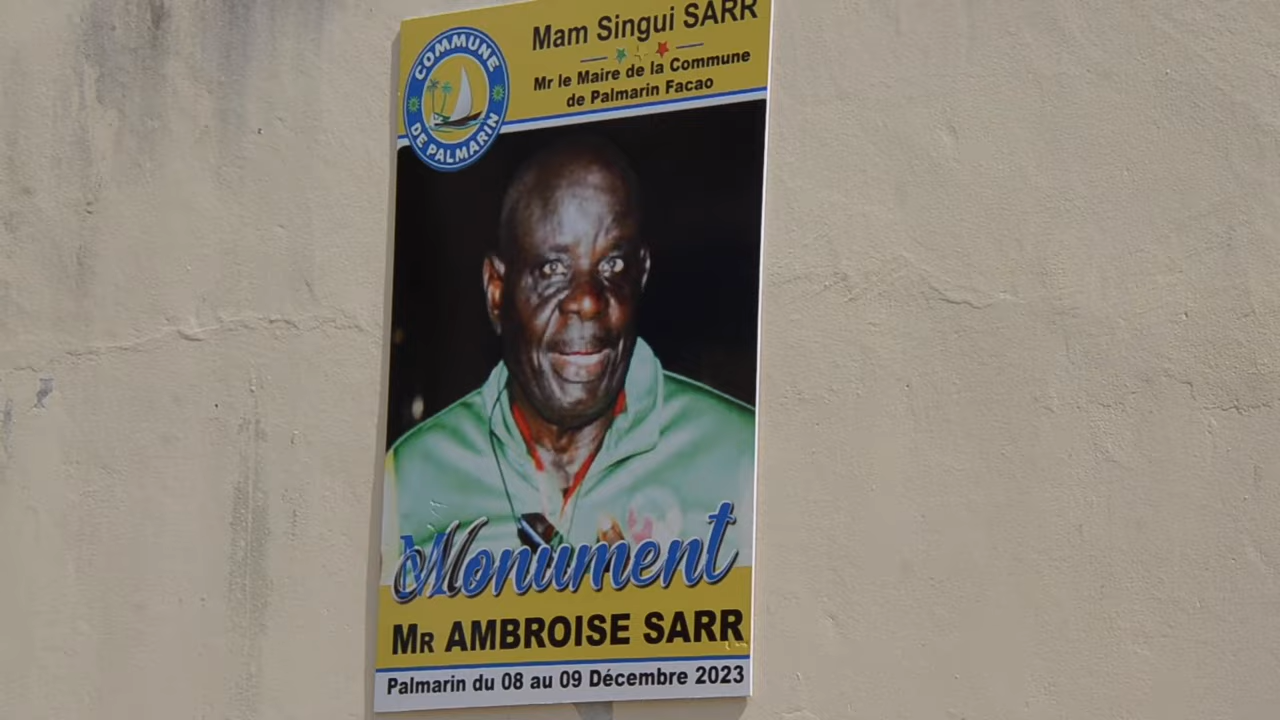 COMMUNE
DE PALMARIN
Mam Singui SARR
Mr le Maire de la Commune
de Palmarin Facao
Monument
MR AMBROISE SARR
Palmarin du 08 au 09 Décembre 2023